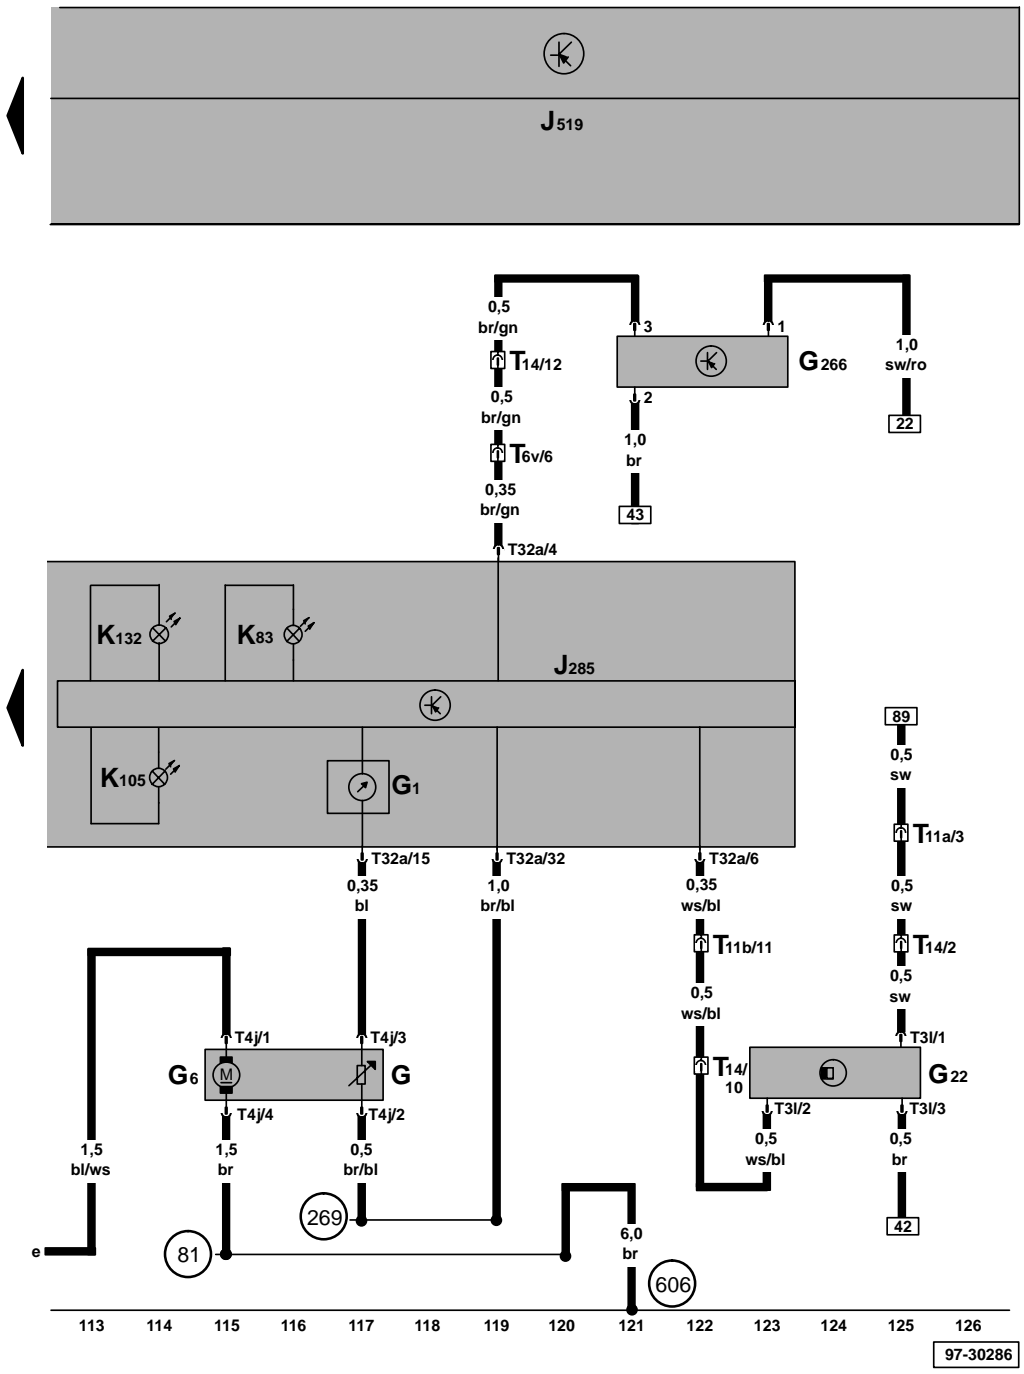 J519
0,5
br/gn
3
1
T14/12
G266
1,0
sw/ro
0,5
br/gn
2
22
1,0
br
T6v/6
0,35
br/gn
43
T32a/4
K132
K83
J285
89
0,5
sw
K105
G1
T11a/3
T32a/15
T32a/32
T32a/6
0,35
bl
1,0
br/bl
0,35
ws/bl
0,5
sw
T11b/11
T14/2
0,5
ws/bl
0,5
sw
T4j/1
T4j/3
T3l/1
G6
M
G
T14/
10
G22
T4j/4
T4j/2
T3l/2
T3l/3
1,5
bl/ws
1,5
br
0,5
br/bl
0,5
ws/bl
0,5
br
269
42
e
81
6,0
br
606
113 114 115 116 117 118 119 120 121 122 123 124 125 126
97-30286